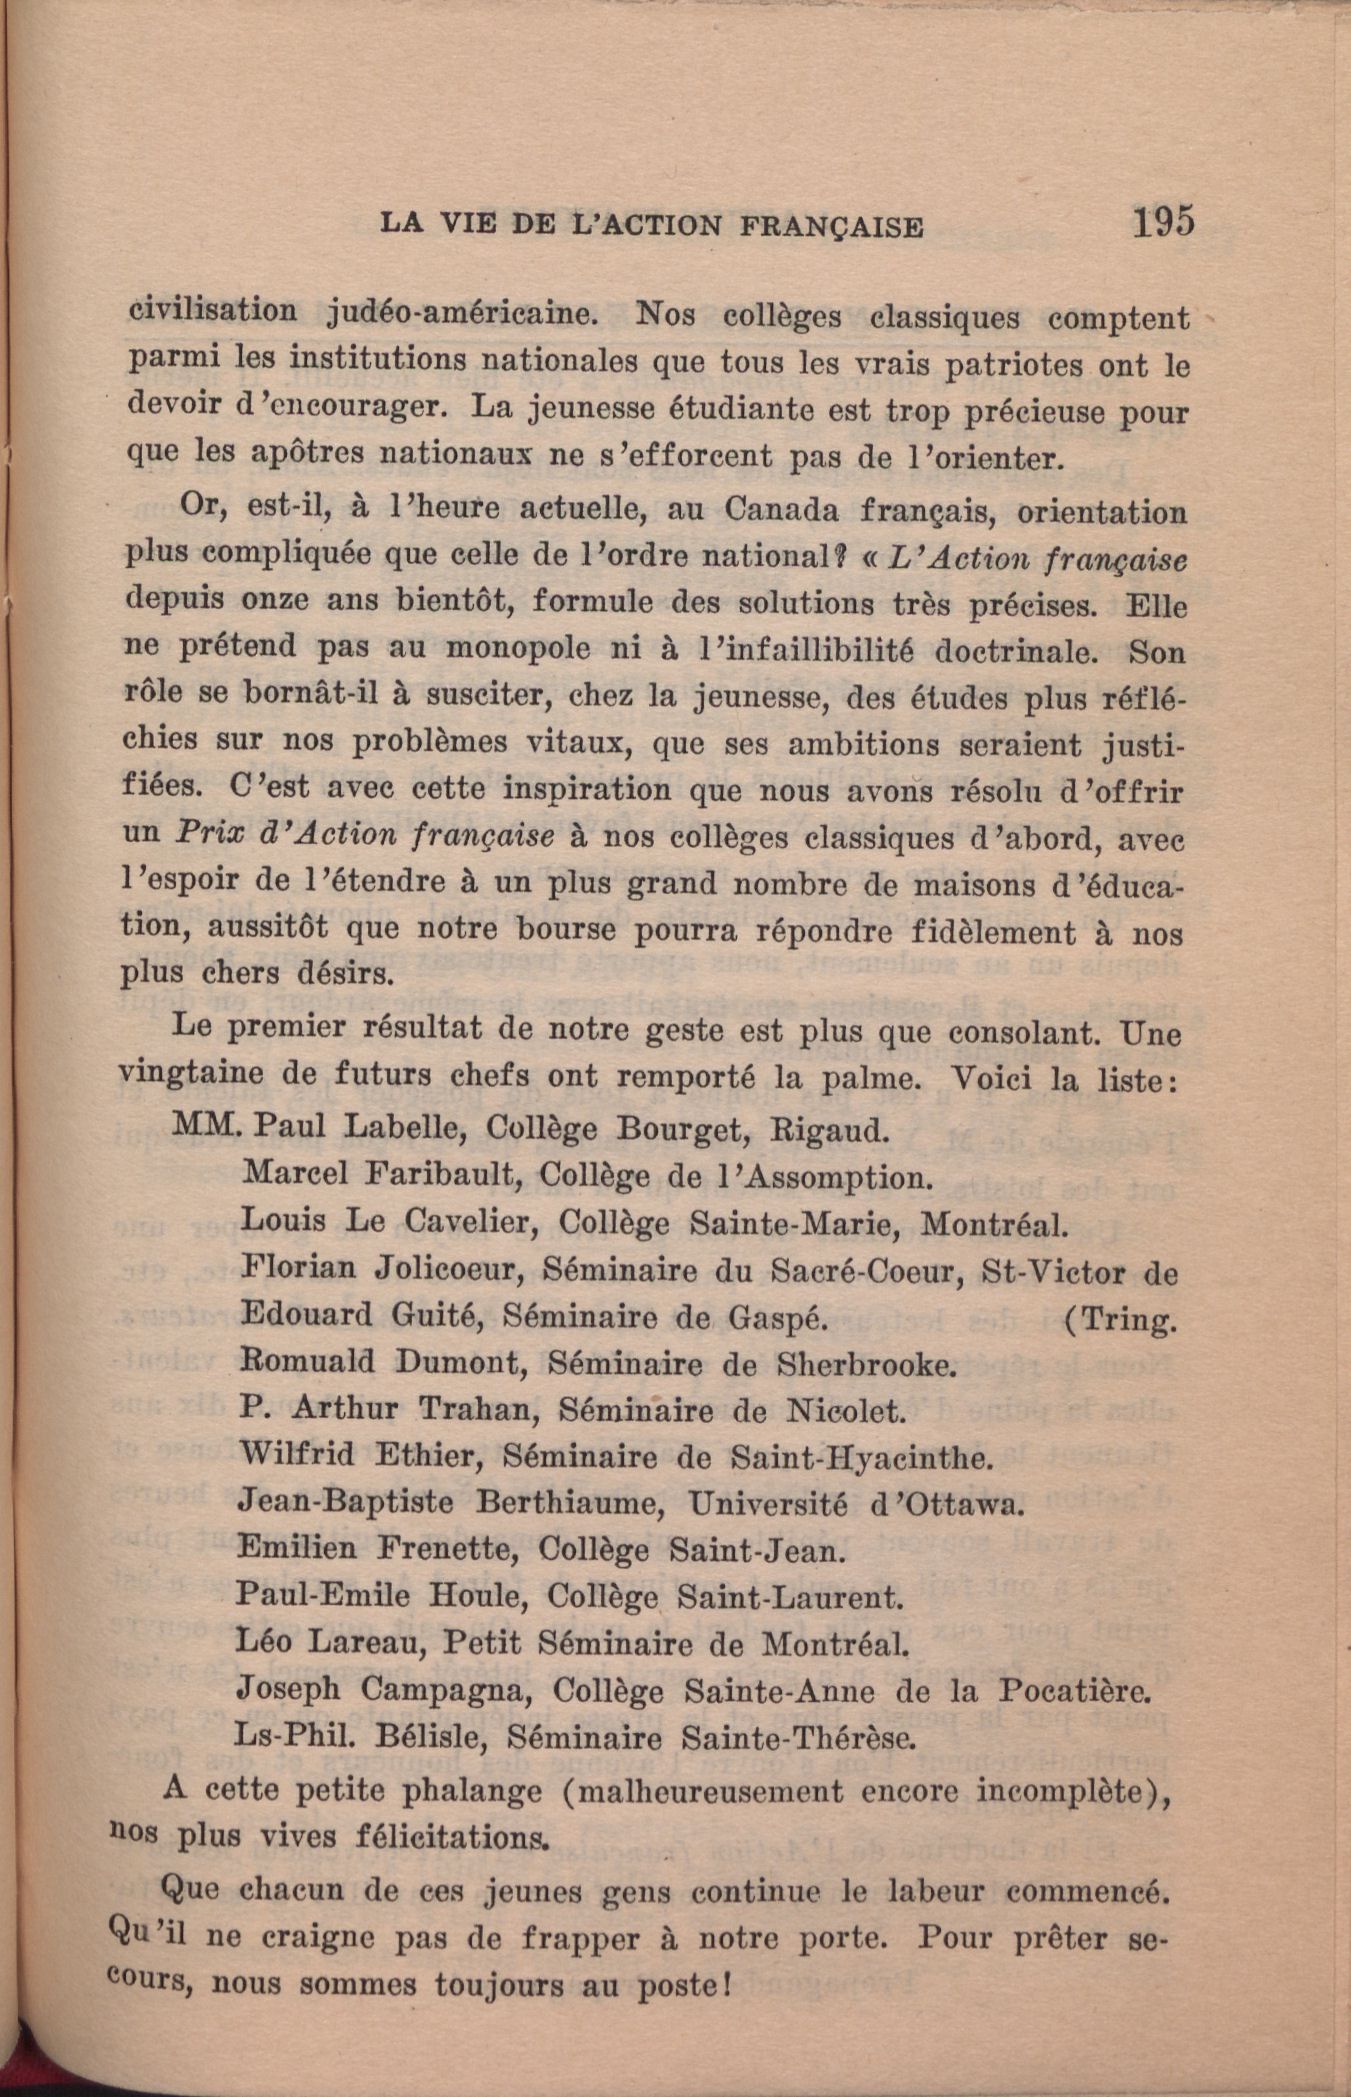 LA VIE DE L'ACTION FRANÇAISE 195
civilisation judéo-américaine. Nos collèges classiques comptent
parmi les institutions nationales que tous les vrais patriotes ont le
devoir d'encourager. La jeunesse étudiante est trop précieuse pour
que les apôtres nationaux ne s'efforcent pas de l'orienter.
Or, est-il, à l'heure actuelle, au Canada français, orientation
plus compliquée que celle de l'ordre national? « L'Action française
depuis onze ans bientôt, formule des solutions très précises. Elle
ne prétend pas au monopole ni à l'infaillibilité doctrinale. Son
rôle se bornât-il à susciter, chez la jeunesse, des études plus réflé-
chies sur nos problèmes vitaux, que ses ambitions seraient justi-
fiées. C'est avec cette inspiration que nous avons résolu d'offrir
un Prix d'Action française à nos collèges classiques d'abord, avec
l'espoir de l'étendre à un plus grand nombre de maisons d'éduca-
tion, aussitôt que notre bourse pourra répondre fidèlement à nos
plus chers désirs.
Le premier résultat de notre geste est plus que consolant. Une
vingtaine de futurs chefs ont remporté la palme. Voici la liste:
MM. Paul Labelle, Collège Bourget, Rigaud.
Marcel Faribault, Collège de l'Assomption.
Louis Le Cavelier, Collège Sainte-Marie, Montréal.
Florian Jolicoeur, Séminaire du Sacré-Coeur, St-Victor de
Edouard Guité, Séminaire de Gaspé. (Tring.
Romuald Dumont, Séminaire de Sherbrooke.
P. Arthur Trahan, Séminaire de Nicolet.
Wilfrid Ethier, Séminaire de Saint-Hyacinthe.
Jean-Baptiste Berthiaume, Université d'Ottawa.
Emilien Frenette, Collège Saint-Jean.
Paul-Emile Houle, Collège Saint-Laurent.
Léo Lareau, Petit Séminaire de Montréal.
Joseph Campagna, Collège Sainte-Anne de la Pocatière.
Ls-Phil. Bélisle, Séminaire Sainte-Thérèse.
A cette petite phalange (malheureusement encore incomplète),
nos plus vives félicitations.
Que chacun de ces jeunes gens continue le labeur commencé.
Qu'il ne craigne pas de frapper à notre porte. Pour prêter se-
cours, nous sommes toujours au poste!